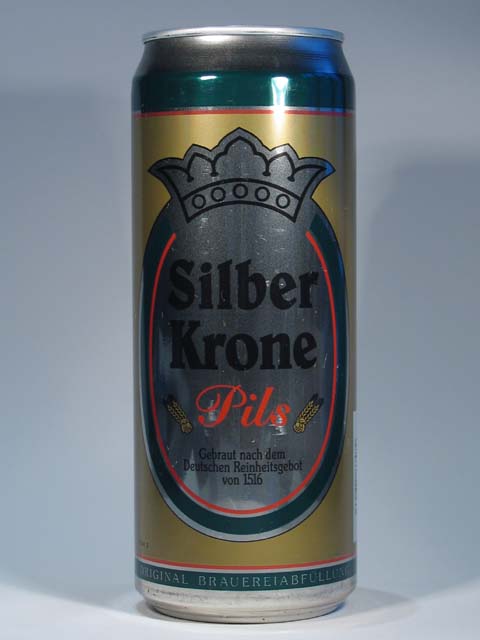 Silber
Krone
Pils
Gebraut nach dem
Deutschen Reinheitsgebot
von 1516
ORIGINAL BRAUEREIABFÜLLUNG